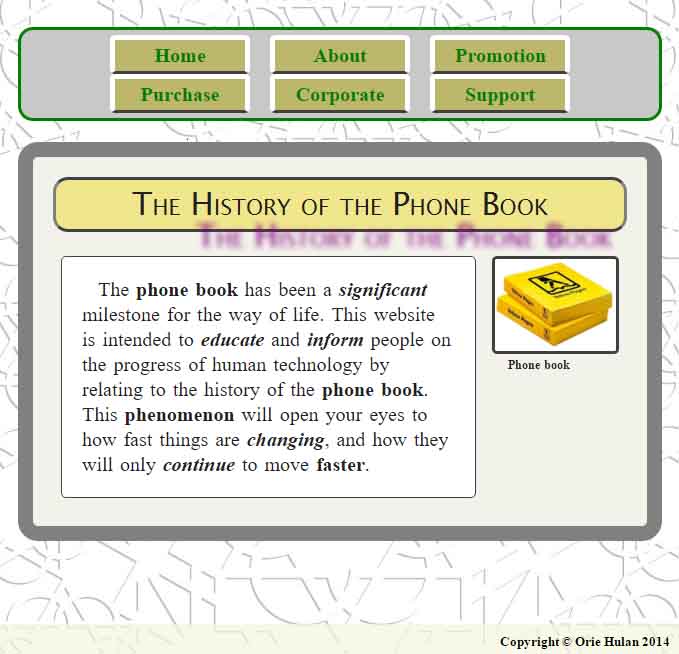 Home About Promotion
Purchase Corporate Support
The History of the Phone Book
The History of the Phone Book
The phone book has been a significant
milestone for the way of life. This website
is intended to educate and inform people on
the progress of human technology by
relating to the history of the phone book.
This phenomenon will open your eyes to
how fast things are changing, and how they
will only continue to move faster.
Phone book
Copyright © Orie Hulan 2014